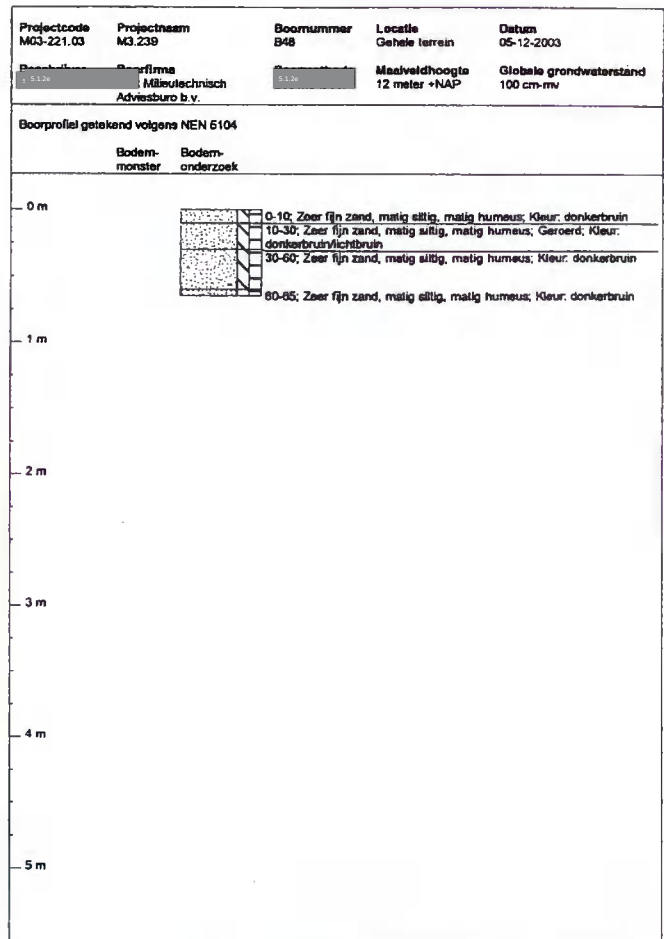 Projectcode Projectnaam Boornummer Locatie Datum
M03-221.03 M3.239 B48 Gehele terrein 05-12-2003
Boorfirma Maaiveldhoogte Globale grondwaterstand
5.1.2e Milieutechnisch 5.1.2e 12 meter +NAP 100 cm-mv
Adviesburo b.v.
Boorprofiel getekend volgens NEN 5104
Bodem- Bodem-
monster onderzoek
0 m
0-10; Zeer fijn zand, matig siltig, matig humeus; Kleur: donkerbruin
10-30; Zeer fijn zand, matig siltig, matig humeus; Geroerd; Kleur:
donkerbruin/lichtbruin
30-60; Zeer fijn zand, matig siltig, matig humeus; Kleur: donkerbruin
60-65; Zeer fijn zand, matig siltig, matig humeus; Kleur: donkerbruin
1 m
2 m
3 m
4 m
5 m